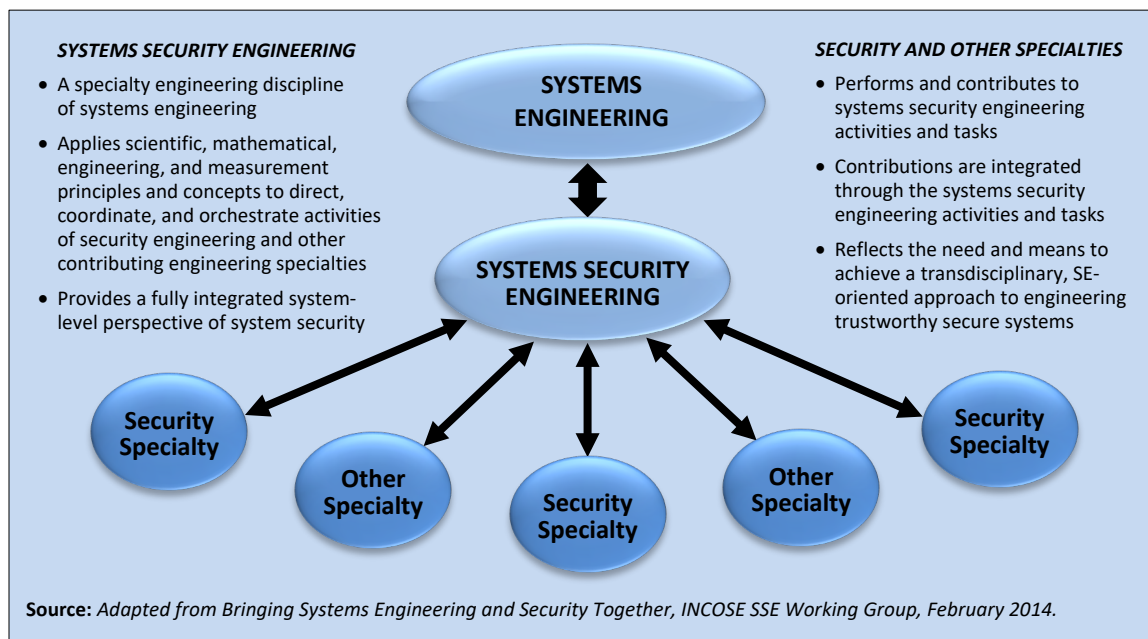 SYSTEMS SECURITY ENGINEERING
• A specialty engineering discipline
of systems engineering
• Applies scientific, mathematical,
engineering, and measurement
principles and concepts to direct,
coordinate, and orchestrate activities
of security engineering and other
contributing engineering specialties
• Provides a fully integrated system-
level perspective of system security
SYSTEMS
ENGINEERING
SECURITY AND OTHER SPECIALTIES
• Performs and contributes to
systems security engineering
activities and tasks
• Contributions are integrated
through the systems security
engineering activities and tasks
• Reflects the need and means to
achieve a transdisciplinary, SE-
oriented approach to engineering
trustworthy secure systems
SYSTEMS SECURITY
ENGINEERING
Security
Specialty
Other
Specialty
Security
Specialty
Other
Specialty
Security
Specialty
Source: Adapted from Bringing Systems Engineering and Security Together, INCOSE SSE Working Group, February 2014.